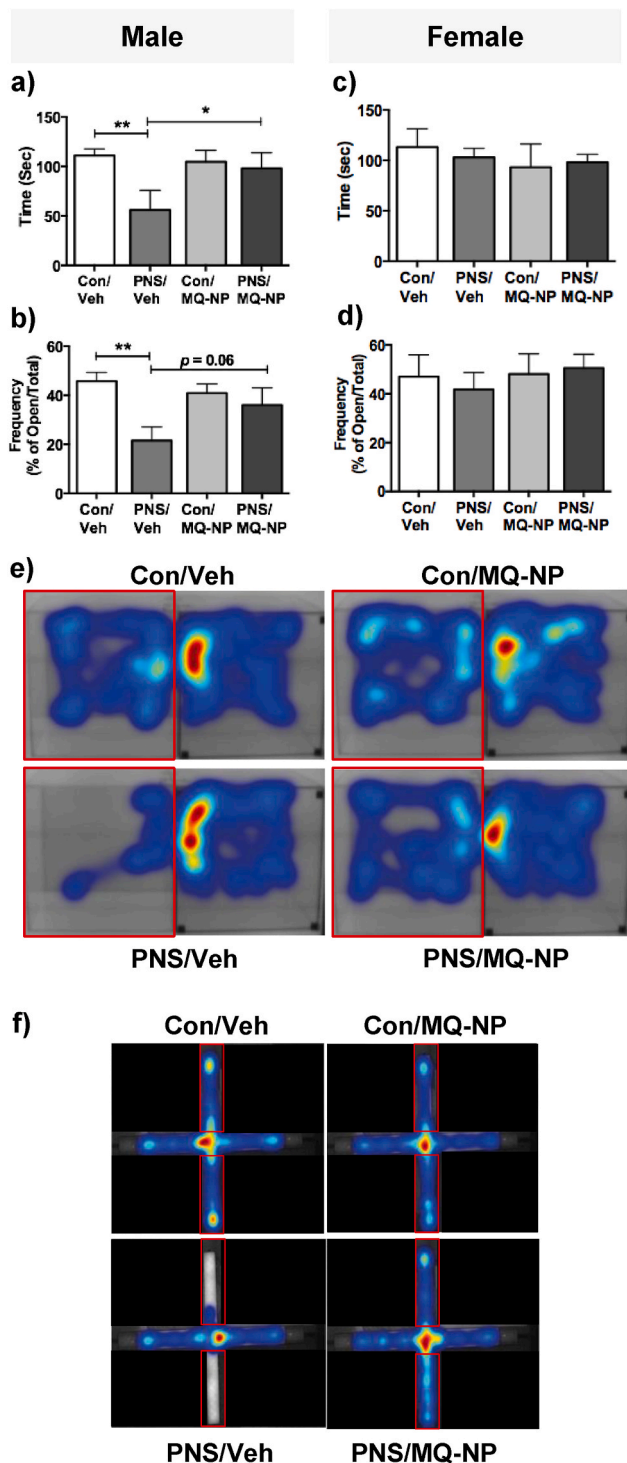 Male
Female
a)
Time (Sec)
150
100
50
0
**
*
Con/
Veh
PNS/
Veh
Con/
MQ-NP
PNS/
MQ-NP
c)
Time (sec)
150
100
50
0
Con/
Veh
PNS/
Veh
Con/
MQ-NP
PNS/
MQ-NP
b)
Frequency
(% of Open/Total)
60
40
20
0
**
p = 0.06
Con/
Veh
PNS/
Veh
Con/
MQ-NP
PNS/
MQ-NP
d)
Frequency
(% of Open/Total)
60
40
20
0
Con/
Veh
PNS/
Veh
Con/
MQ-NP
PNS/
MQ-NP
e)
Con/Veh
Con/MQ-NP
PNS/Veh
PNS/MQ-NP
f)
Con/Veh
Con/MQ-NP
PNS/Veh
PNS/MQ-NP